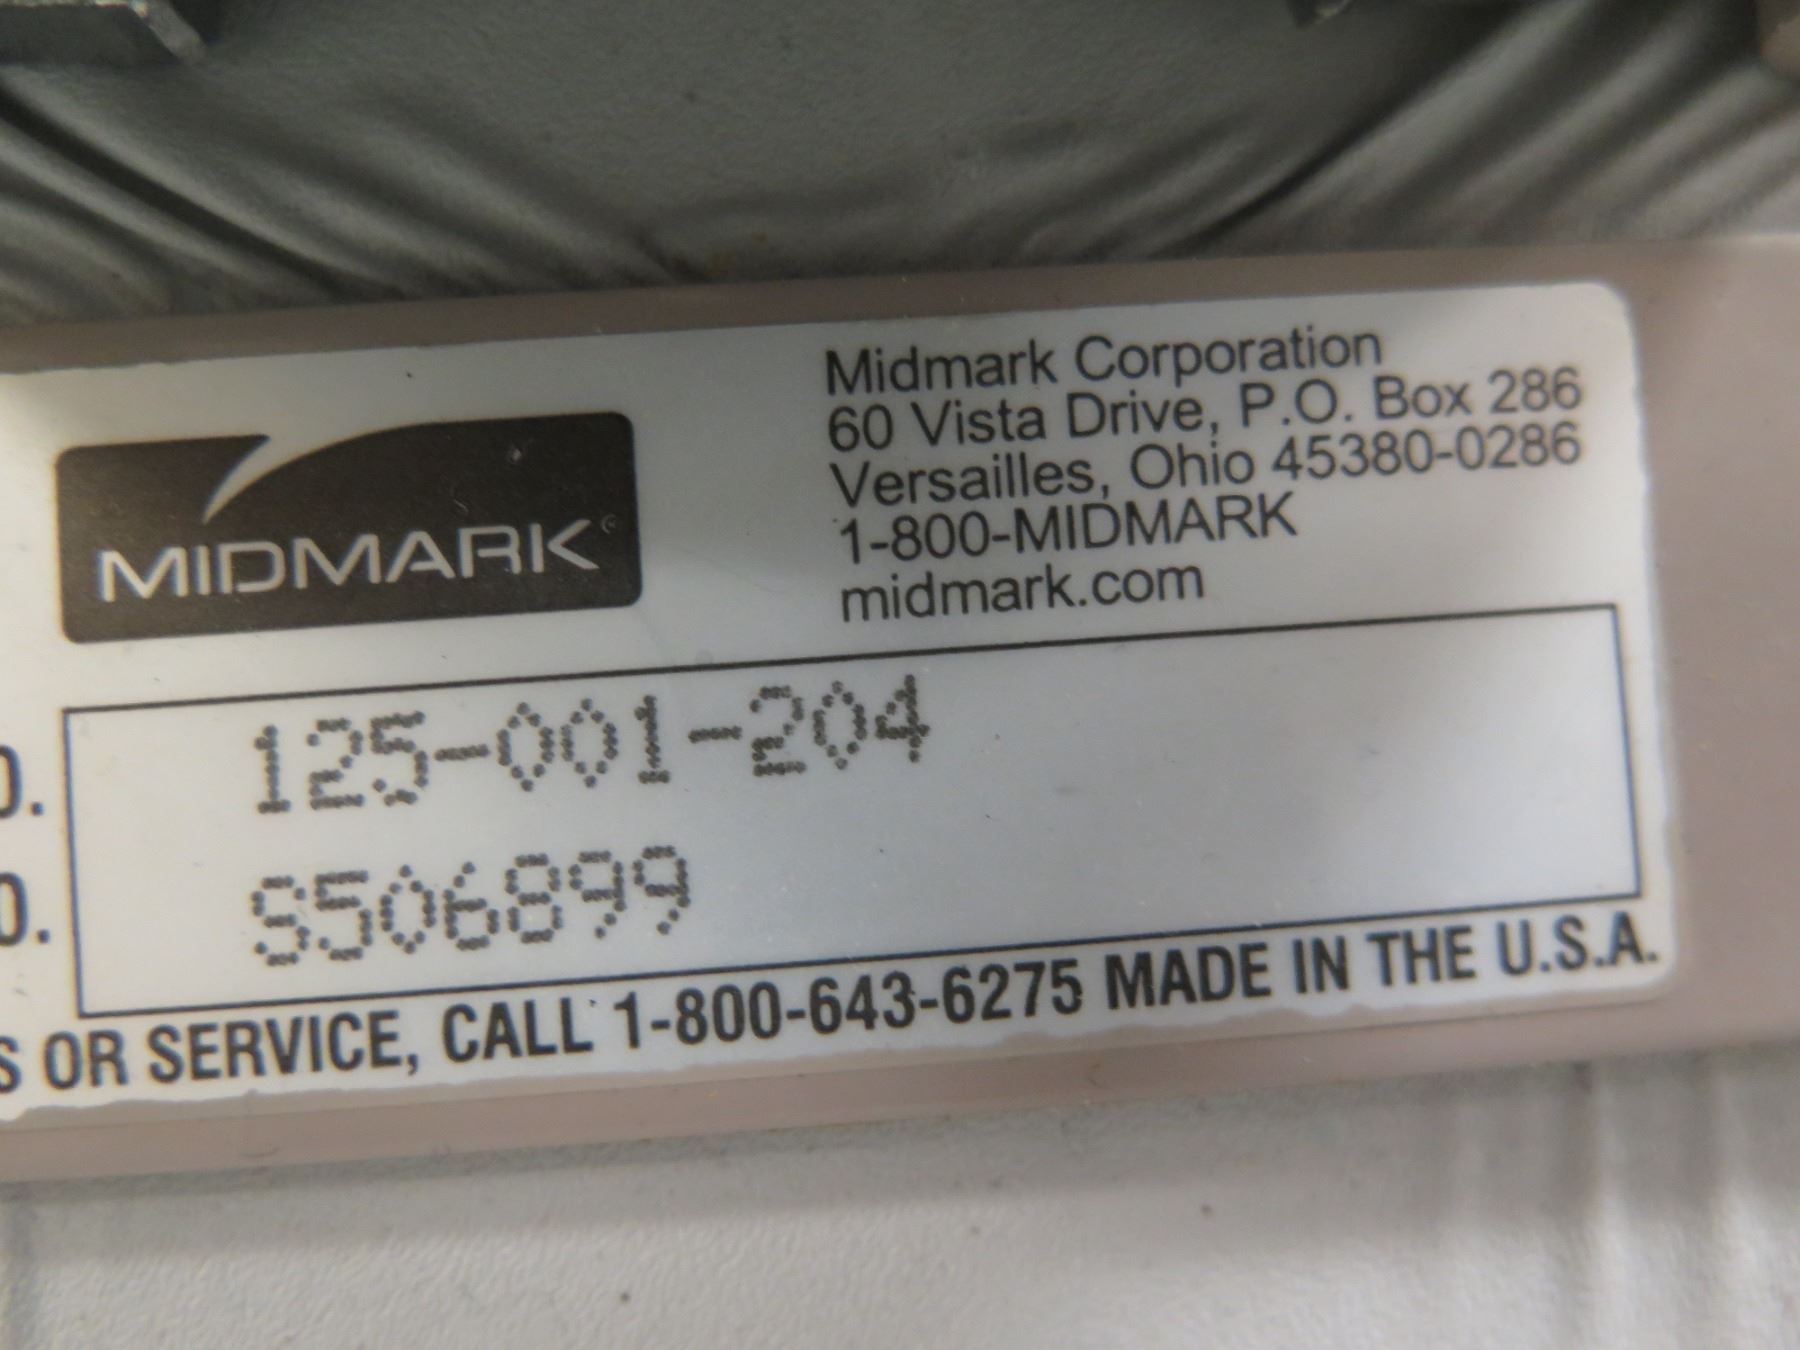 MIDMARK®
Midmark Corporation
60 Vista Drive, P.O. Box 286
Versailles, Ohio 45380-0286
1-800-MIDMARK
midmark.com
O. 125-001-204
O. S506899
S OR SERVICE, CALL 1-800-643-6275 MADE IN THE U.S.A.